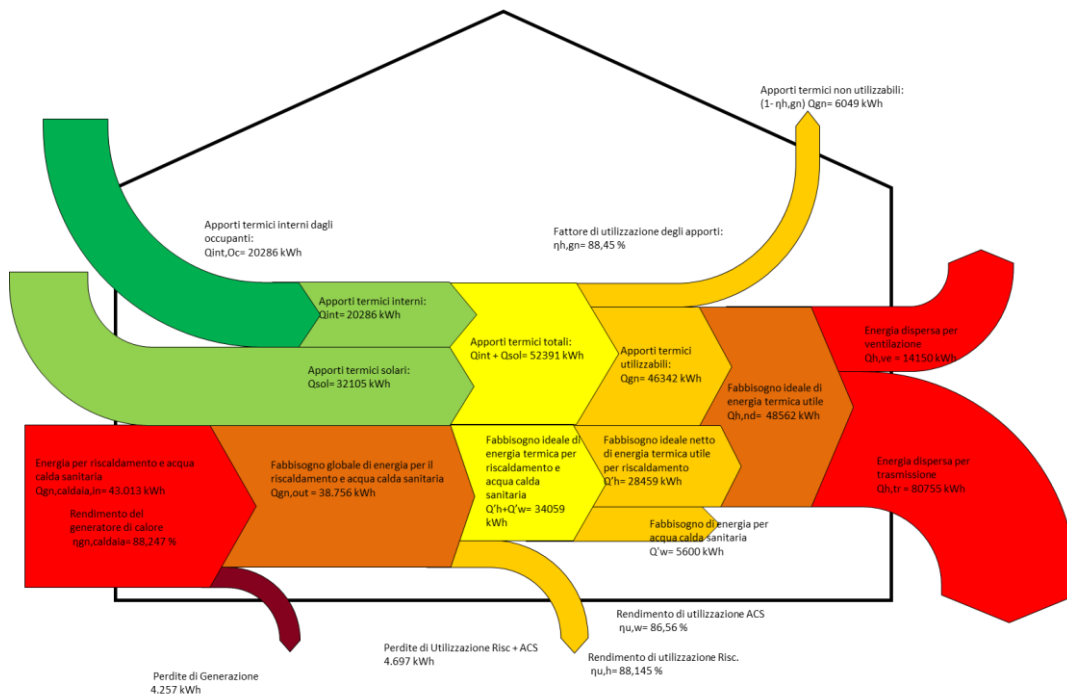 Apporti termici non utilizzabili:
(1- ηh,gn) Qgn= 6049 kWh
Apporti termici interni dagli
occupanti:
Qint,Oc= 20286 kWh
Fattore di utilizzazione degli apporti:
ηh,gn= 88,45 %
Apporti termici interni:
Qint= 20286 kWh
Apporti termici totali:
Qint + Qsol= 52391 kWh
Apporti termici
utilizzabili:
Qgn= 46342 kWh
Energia dispersa per
ventilazione
Qh,ve = 14150 kWh
Apporti termici solari:
Qsol= 32105 kWh
Fabbisogno ideale di
energia termica utile
Qh,nd= 48562 kWh
Energia per riscaldamento e acqua
calda sanitaria
Qgn,caldaia,in= 43.013 kWh
Rendimento del
generatore di calore
ηgn,caldaia= 88,247 %
Fabbisogno globale di energia per il
riscaldamento e acqua calda sanitaria
Qgn,out = 38.756 kWh
Fabbisogno ideale di
energia termica per
riscaldamento e
acqua calda
sanitaria
Q'h+Q'w= 34059
kWh
Fabbisogno ideale netto
di energia termica utile
per riscaldamento
Q'h= 28459 kWh
Energia dispersa per
trasmissione
Qh,tr= 80755 kWh
Fabbisogno di energia per
acqua calda sanitaria
Q'w= 5600 kWh
Rendimento di utilizzazione ACS
ηu,w= 86,56 %
Perdite di Utilizzazione Risc + ACS
4.697 kWh
Rendimento di utilizzazione Risc.
ηu,h= 88,145 %
Perdite di Generazione
4.257 kWh